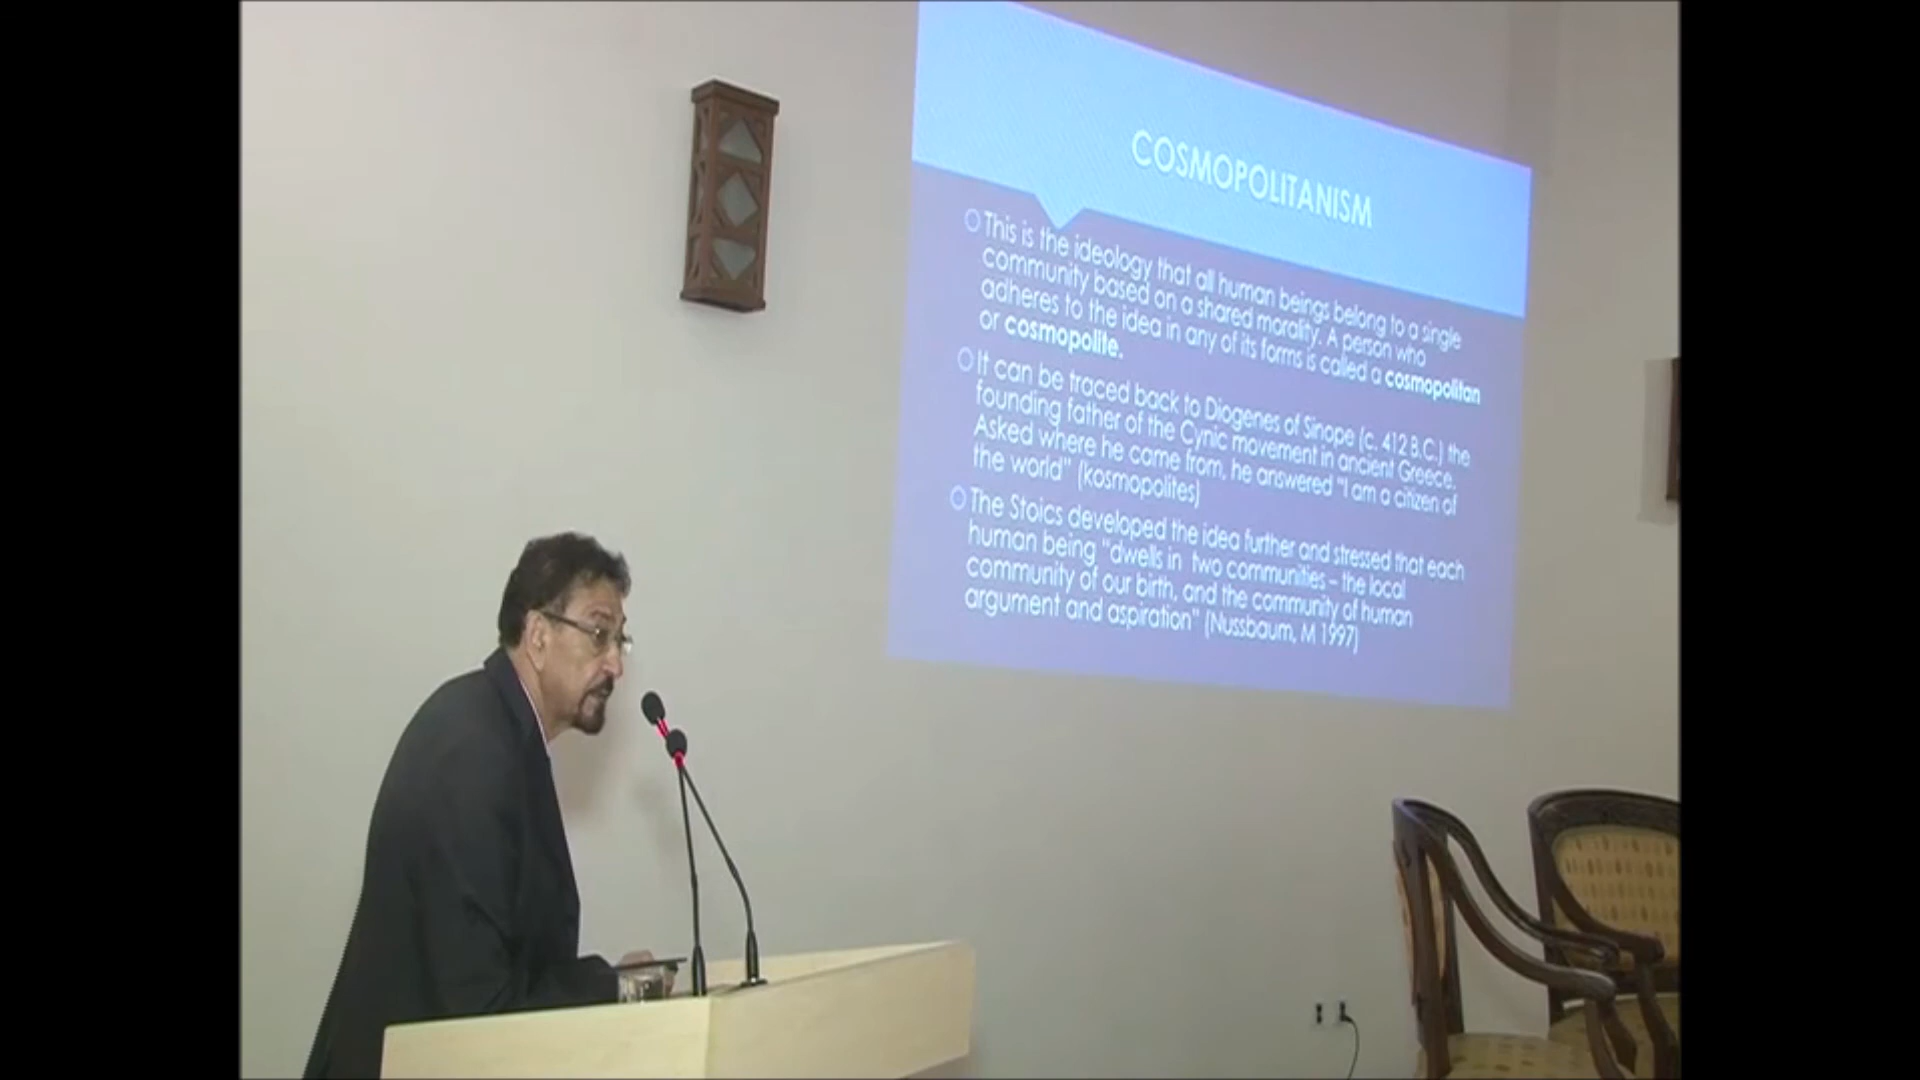 COSMOPOLITANISM
This is the ideology that all human beings belong to a single
community based on a shared morality. A person who
adheres to the idea in any of its forms is called a cosmopolitan
or cosmopolite.
It can be traced back to Diogenes of Sinope (c. 412 B.C.) the
founding father of the Cynic movement in ancient Greece.
Asked where he came from, he answered "I am a citizen of
the world" (kosmopolites)
The Stoics developed the idea further and stressed that each
human being "dwells in two communities – the local
community of our birth, and the community of human
argument and aspiration" (Nussbaum, M 1997)